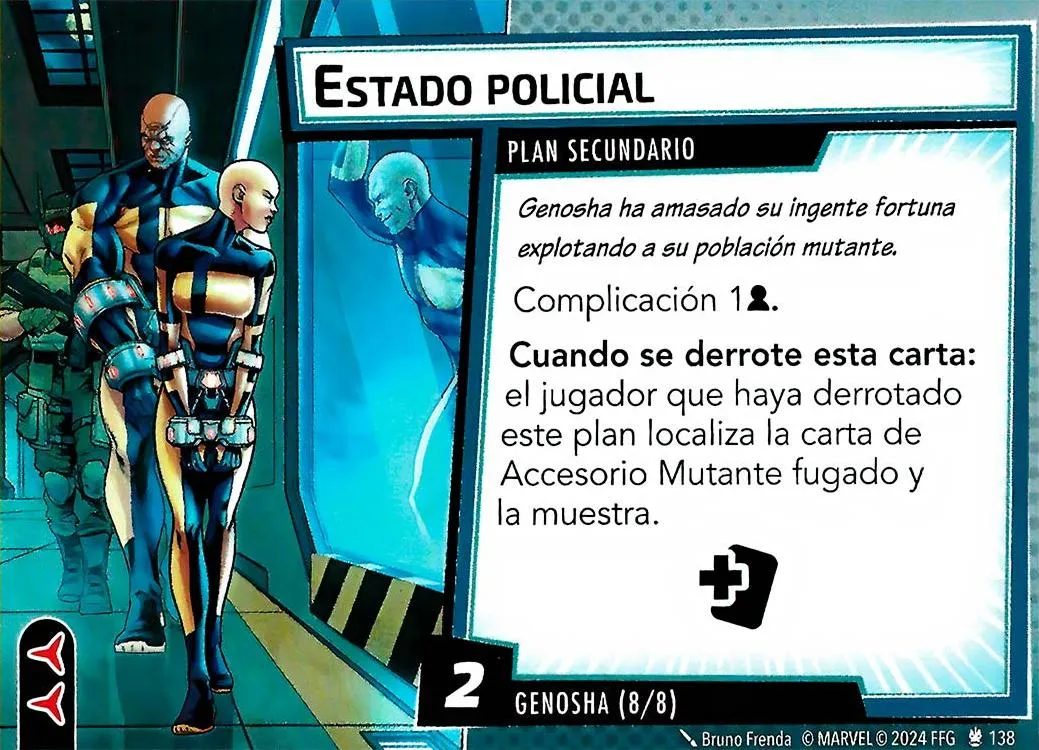 ESTADO POLICIAL
PLAN SECUNDARIO
Genosha ha amasado su ingente fortuna
explotando a su población mutante.
Complicación 1.
Cuando se derrote esta carta:
el jugador que haya derrotado
este plan localiza la carta de
Accesorio Mutante fugado y
la muestra.
2
GENOSHA (8/8)
Bruno Frenda © MARVEL © 2024 FFG 138